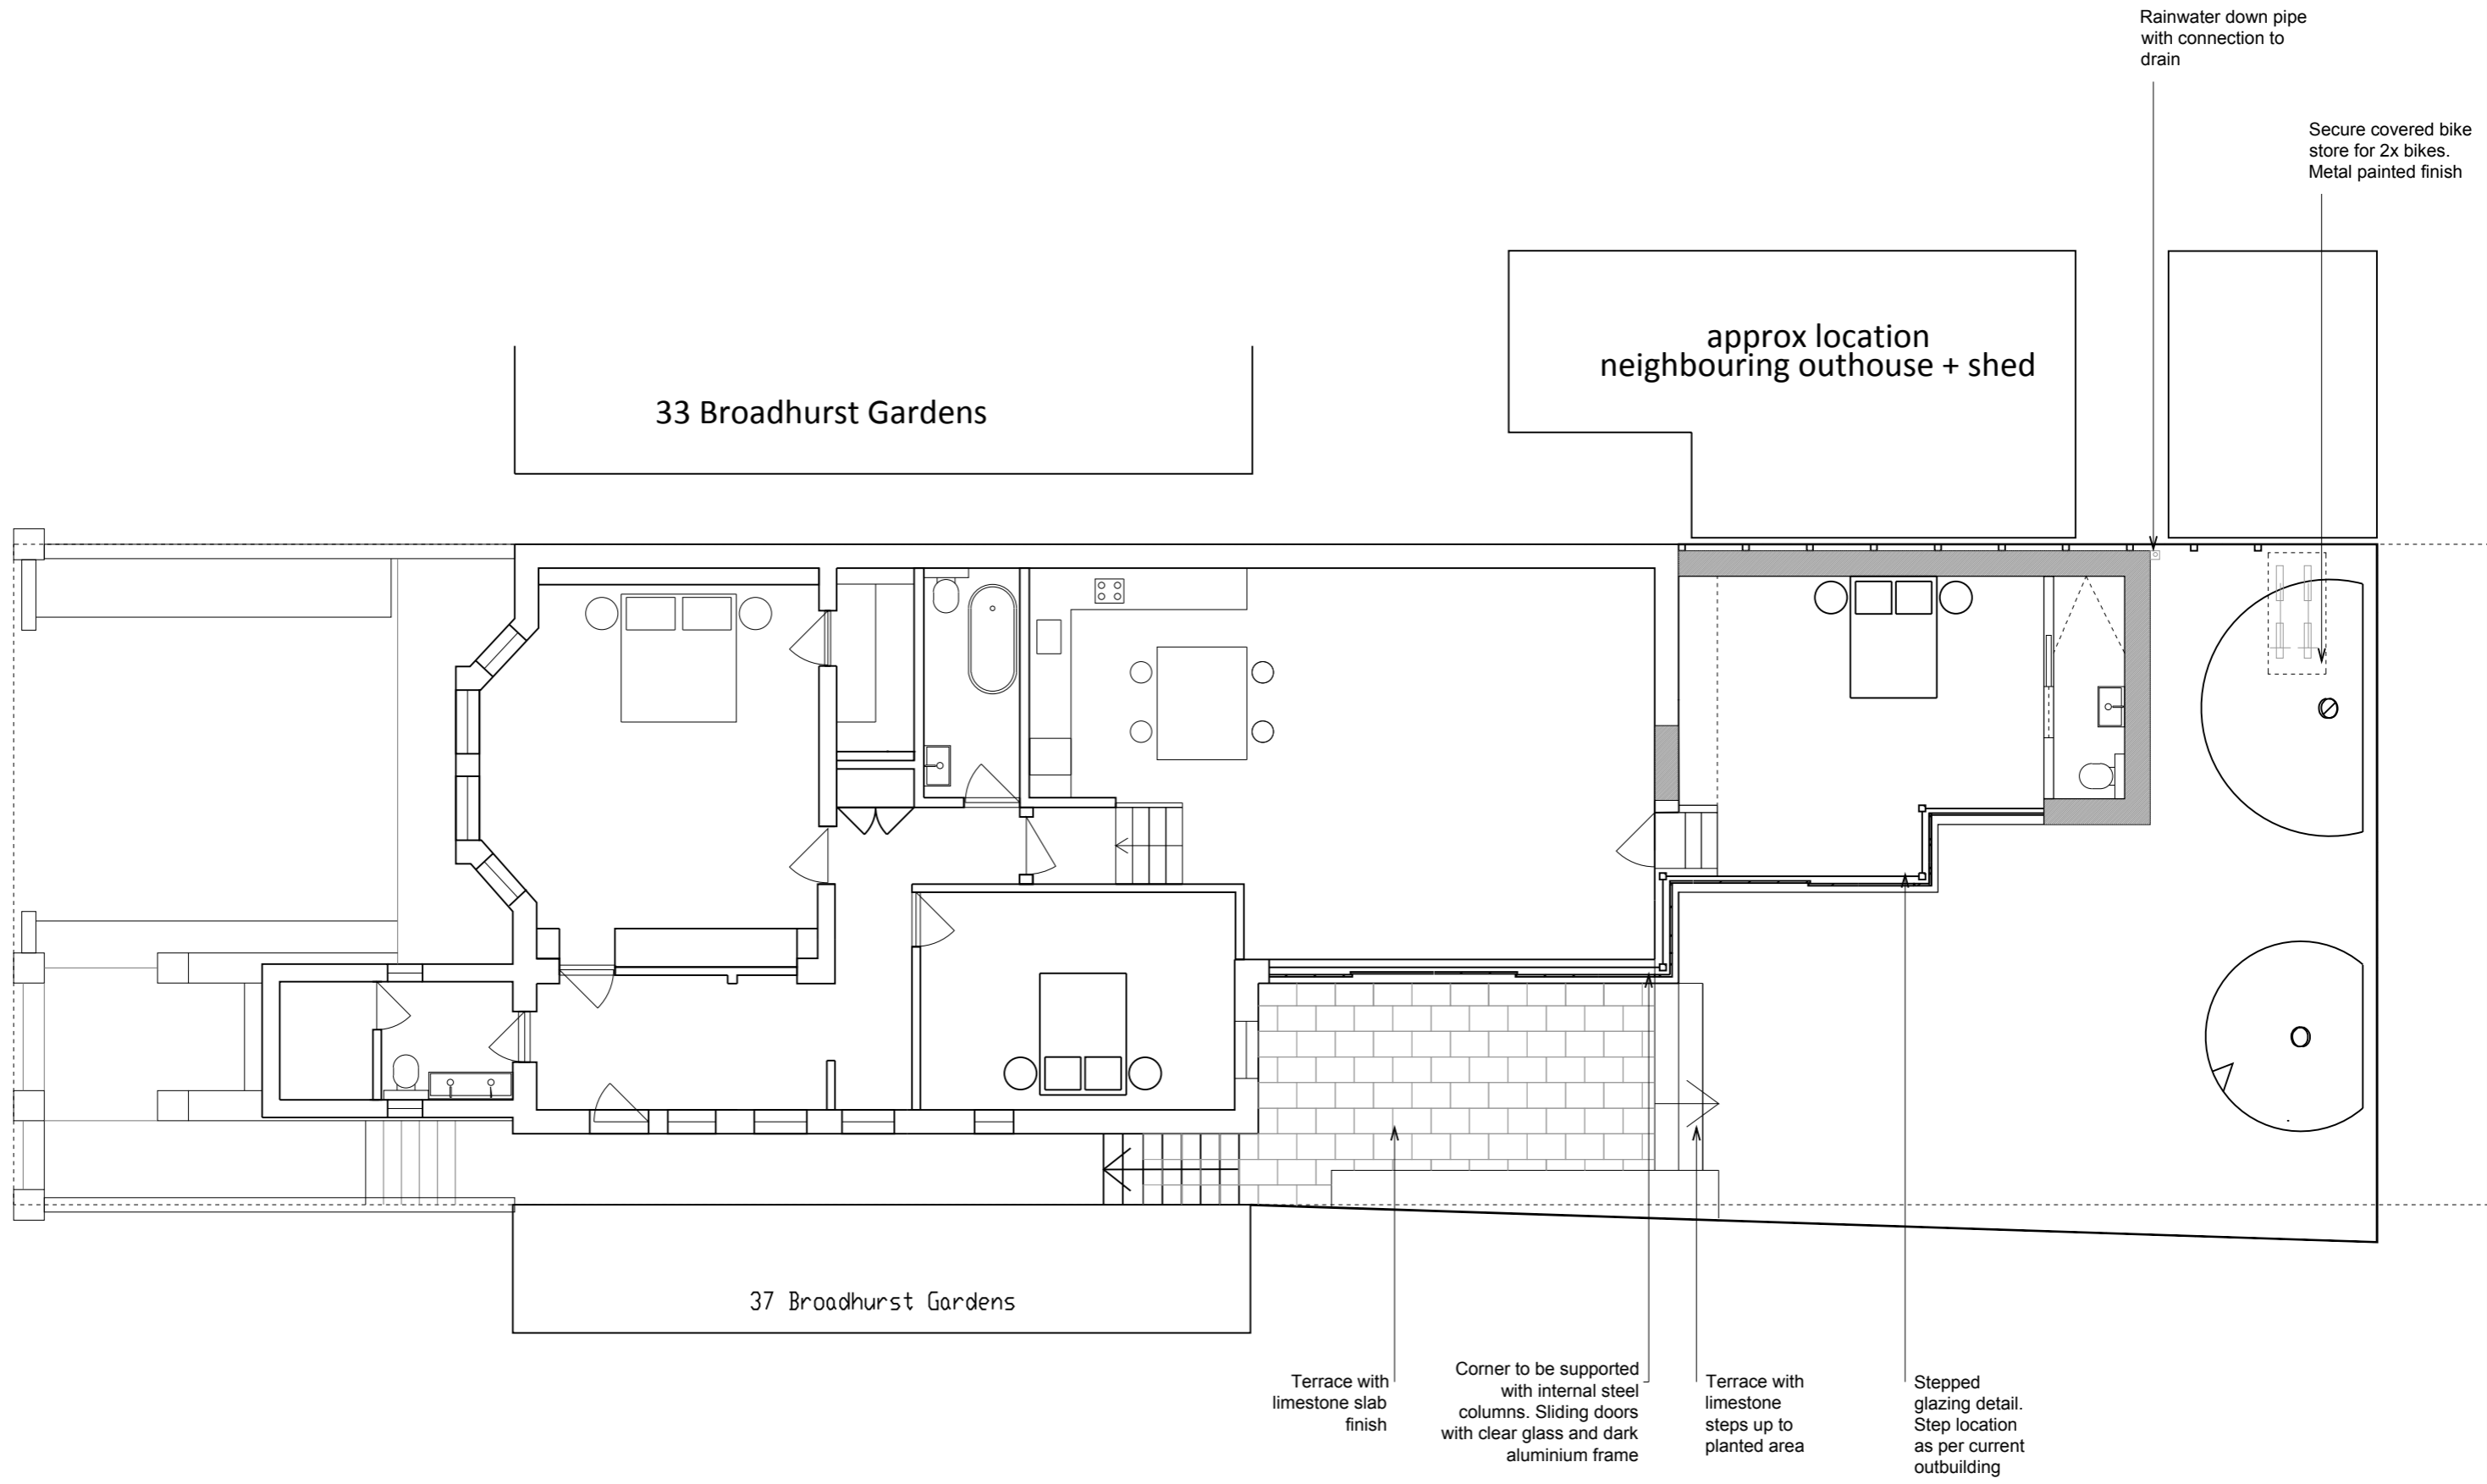 Rainwater down pipe
with connection to
drain
Secure covered bike
store for 2x bikes.
Metal painted finish
approx location
neighbouring outhouse + shed
33 Broadhurst Gardens
37 Broadhurst Gardens
Terrace with
limestone slab
finish
Corner to be supported
with internal steel
columns. Sliding doors
with clear glass and dark
aluminium frame
Terrace with
limestone
steps up to
planted area
Stepped
glazing detail.
Step location
as per current
outbuilding